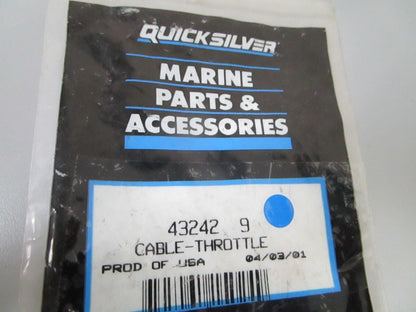 QUICKSILVER
MARINE
PARTS &
ACCESSORIES
43242 9
CABLE-THROTTLE
PROD OF USA 04/03/01